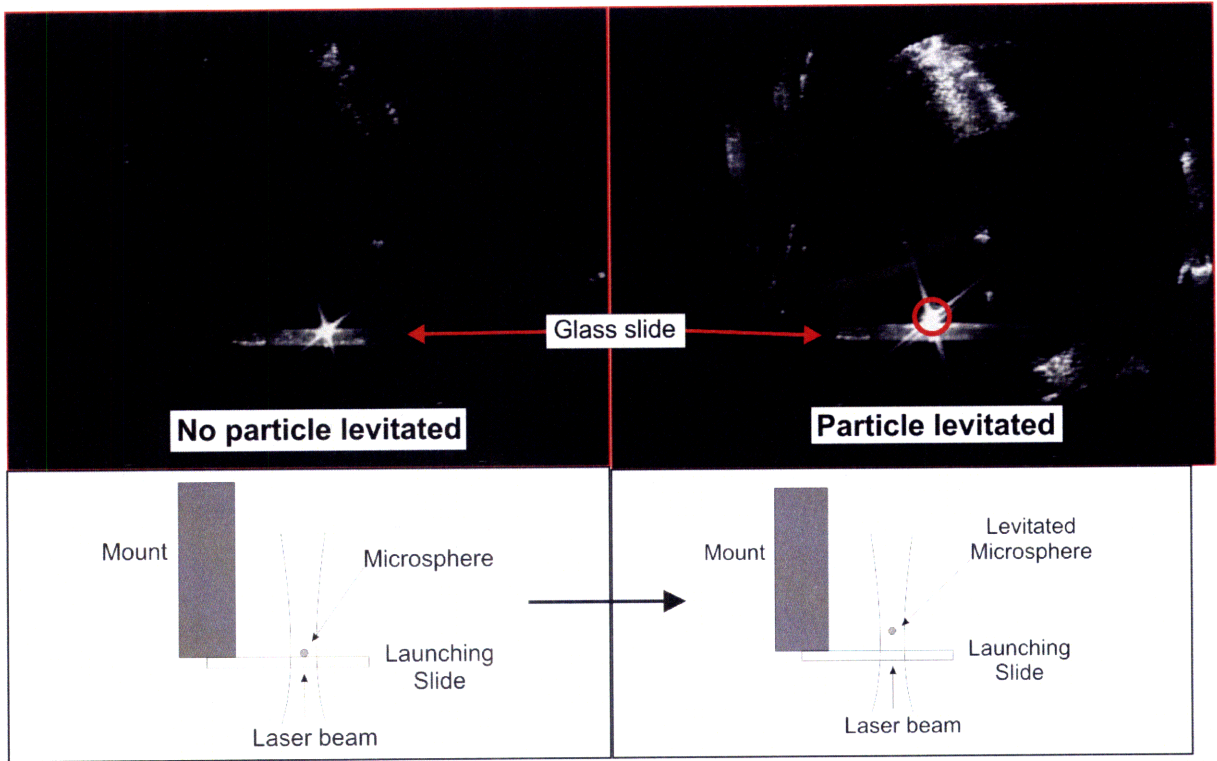 Glass slide
No particle levitated
Particle levitated
Mount
Microsphere
Launching
Slide
Laser beam
Mount
Levitated
Microsphere
Launching
Slide
Laser beam